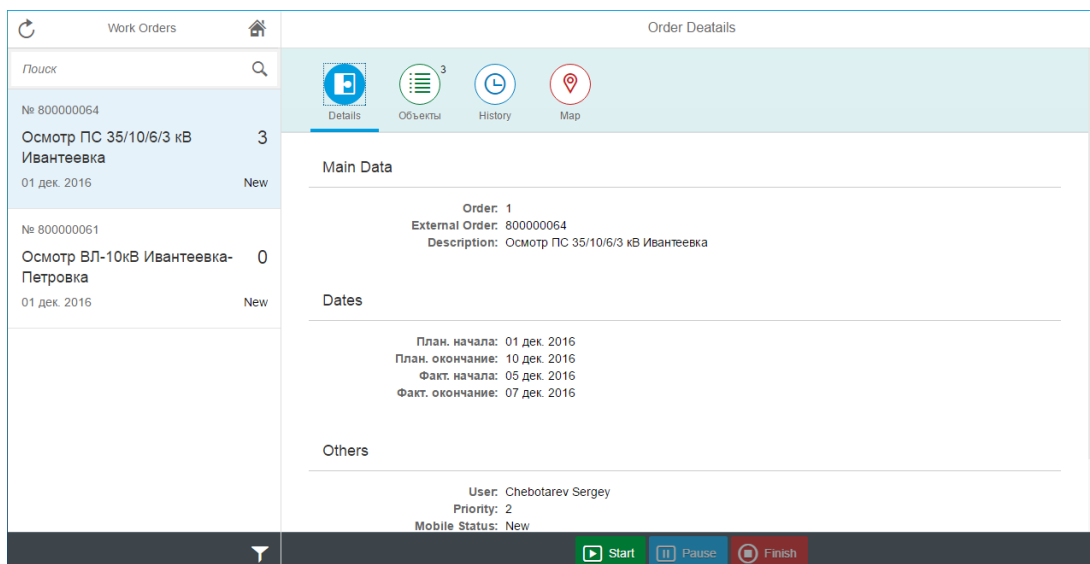 Work Orders
Order Deatails
Поиск
№ 800000064
Осмотр ПС 35/10/6/3 кВ
Ивантеевка
3
01 дек. 2016
New
№ 800000061
Осмотр ВЛ-10кВ Ивантеевка-
Петровка
0
01 дек. 2016
New
Details
3
Объекты
History
Map
Main Data
Order: 1
External Order: 800000064
Description: Осмотр ПС 35/10/6/3 кВ Ивантеевка
Dates
План. начала: 01 дек. 2016
План. окончание: 10 дек. 2016
Факт. начала: 05 дек. 2016
Факт. окончание: 07 дек. 2016
Others
User: Chebotarev Sergey
Priority: 2
Mobile Status: New
Start
Pause
Finish